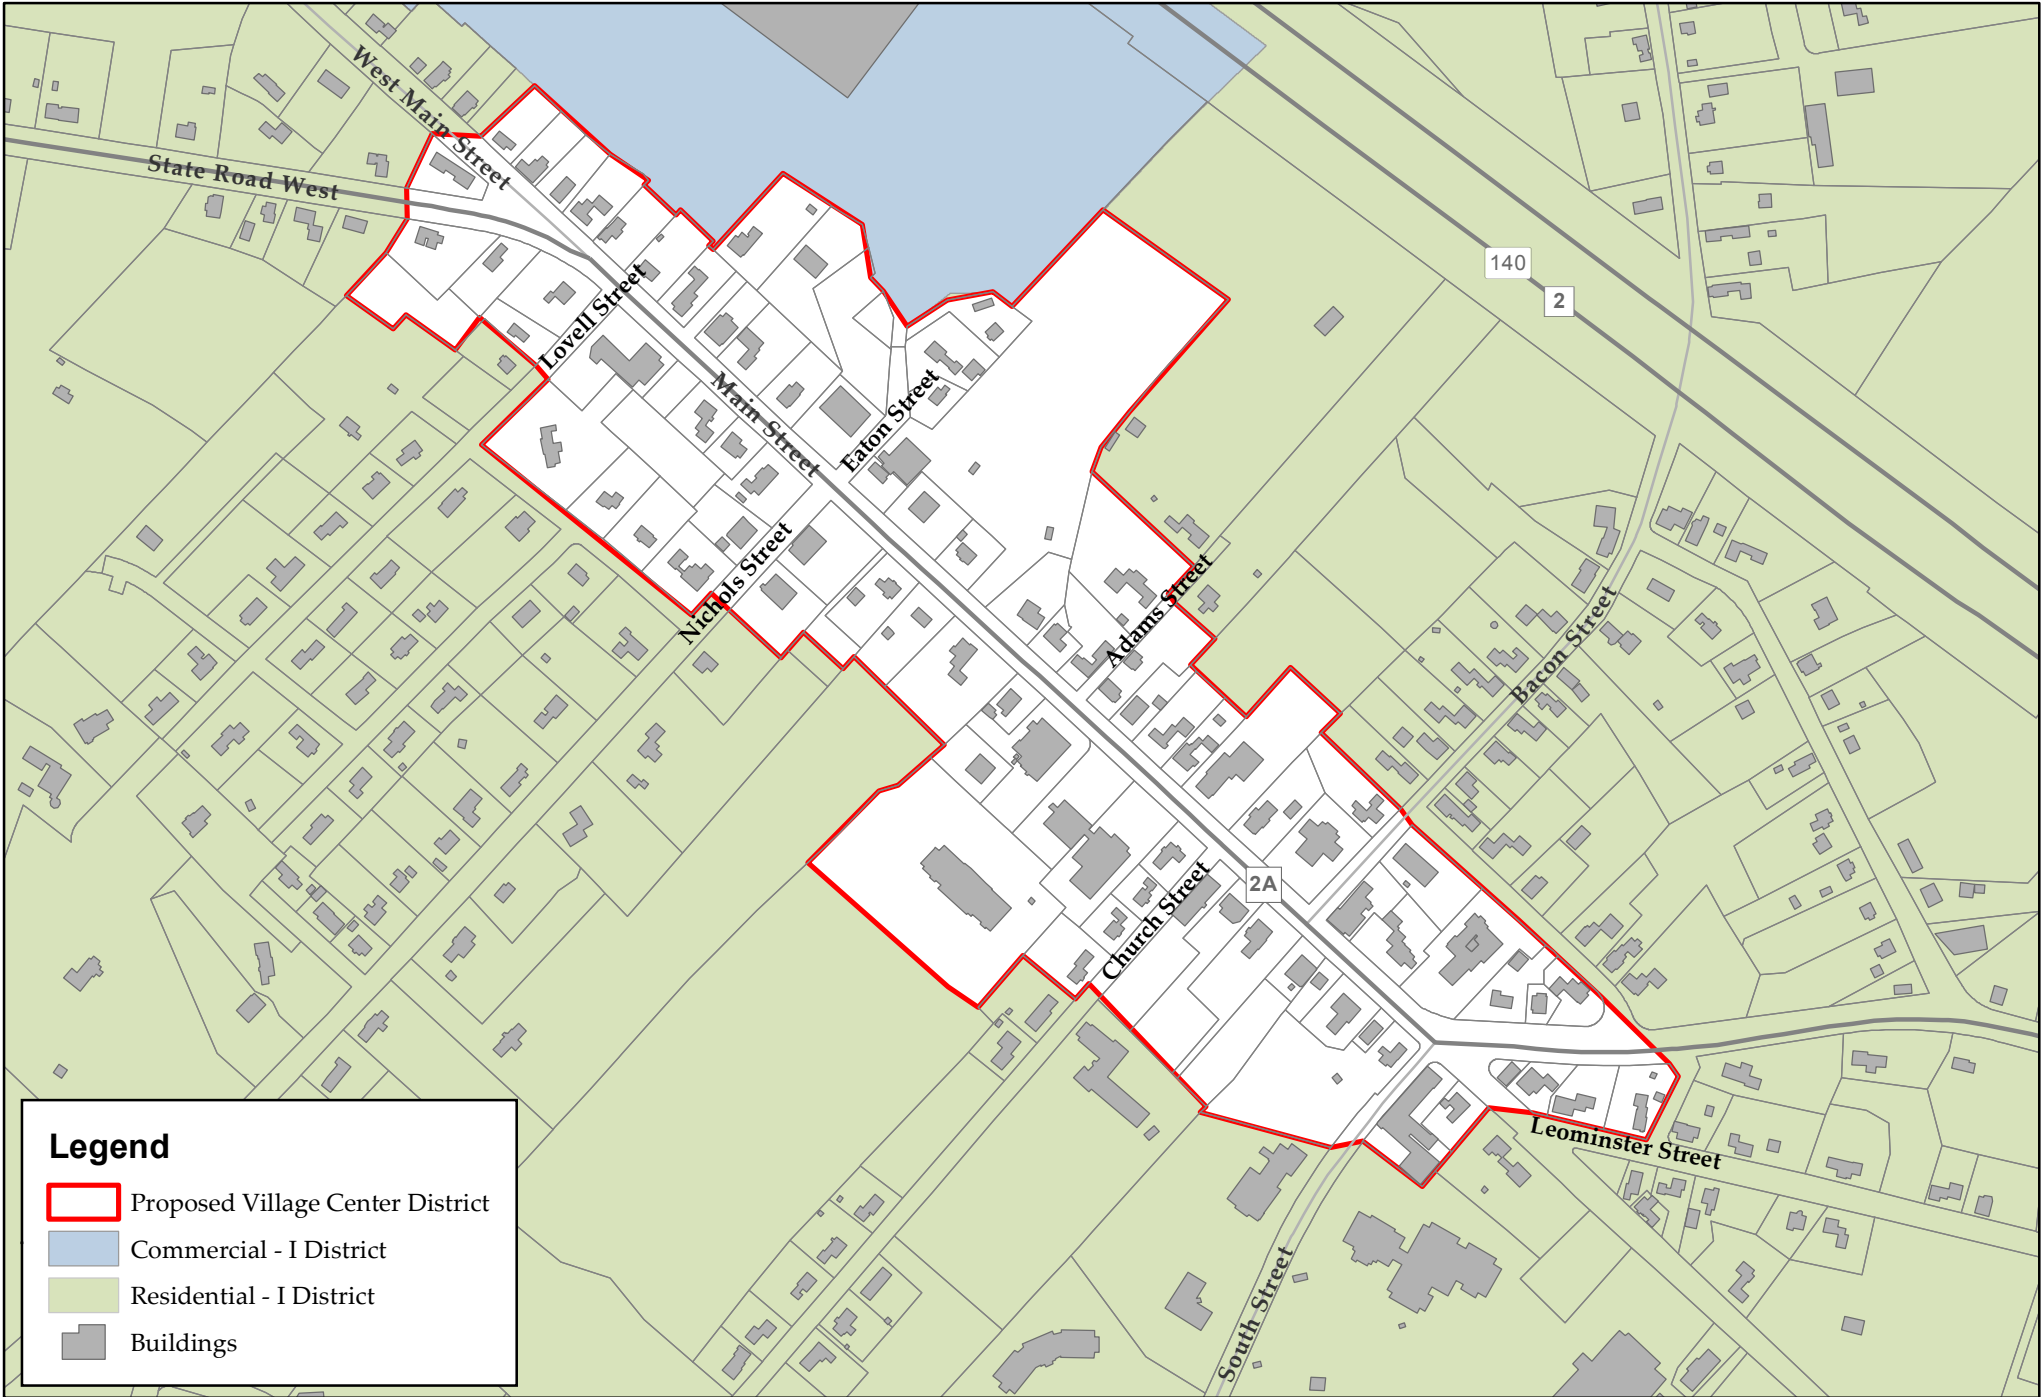 West Main Street
State Road West
Lovell Street
Main Street
Eaton Street
140
2
Nichols Street
Adams Street
Bacon Street
2A
Church Street
Leominster Street
South Street
Legend
Proposed Village Center District
Commercial - I District
Residential - I District
Buildings